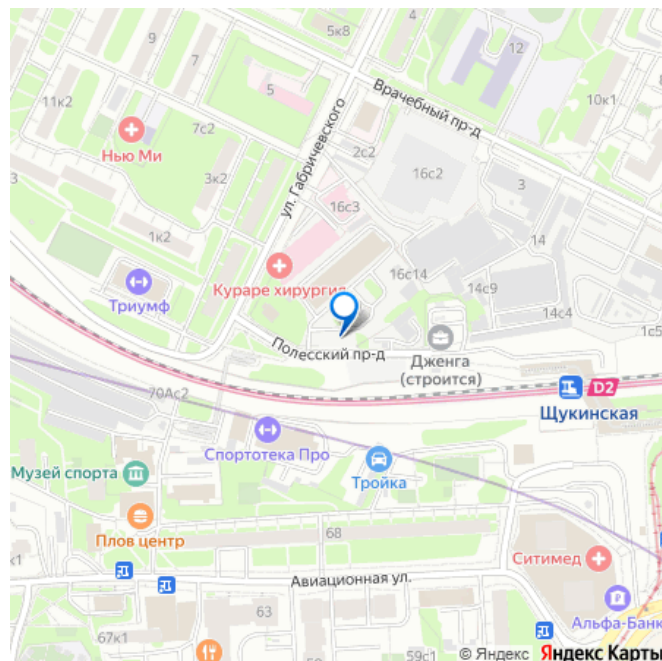 5к8
4
9
7
12
5
11к2
Врачебный пр-д
10к1
7с2
Нью Ми
2с2
ул. Габричевского
16с2
3
3к2
3
16с3
1к2
14
Кураре хирургия
16с14
14с9
Триумф
14с4
1с5
Полесский пр-д
Дженга
(строится)
70Ас2
D2
Щукинская
Спортотека Про
Музей спорта
Тройка
Плов центр
68
Ситимед
Авиационная ул.
63
Альфа-Банк
67к1
59с1
© Яндекс Яндекс Карты